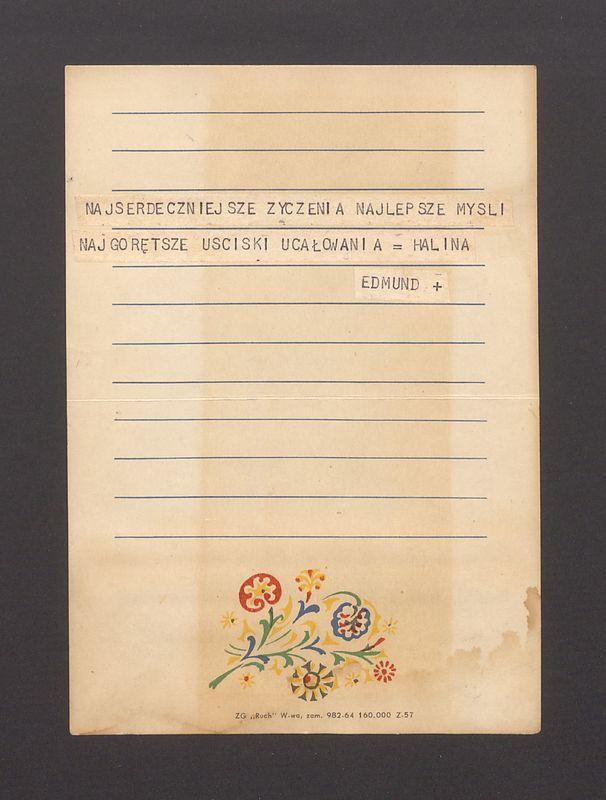 NAJSERDECZNIEJSZE ZYCZENIA NAJLEPSZE MYSLI
NAJGORĘTSZE USCISKI UCAŁOWANIA = HALINA
EDMUND +
ZG „Ruch" W-wa, zam. 982-64 160.000 Z-57